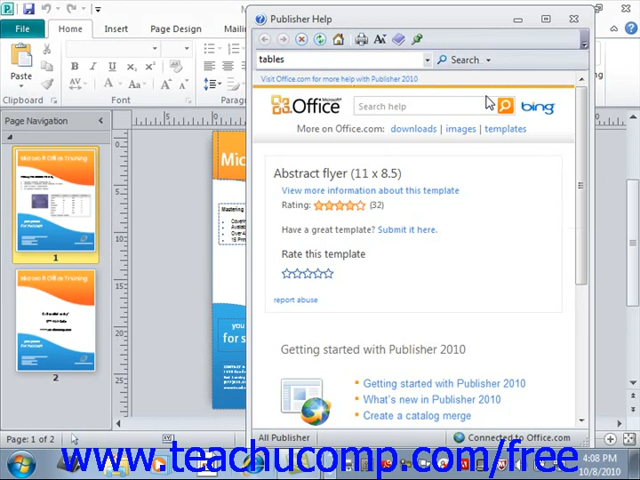 Publisher Help
File
Home
Insert
Page Design
tables
Search
Paste
Visit Office.com for more help with Publisher 2010
Clipboard
Font
Microsoft
Office
Search help
bing
Page Navigation
More on Office.com: downloads | images | templates
Abstract flyer (11 x 8.5)
View more information about this template
Rating: (32)
Mastering
Have a great template? Submit it here.
Rate this template
1
report abuse
you
for s
Getting started with Publisher 2010
Getting started with Publisher 2010
What's new in Publisher 2010
Create a catalog merge
2
Page: 1 of 2
All Publisher
Connected to Office.com
www.teachucomp.com/free
4:08 PM
10/8/2010